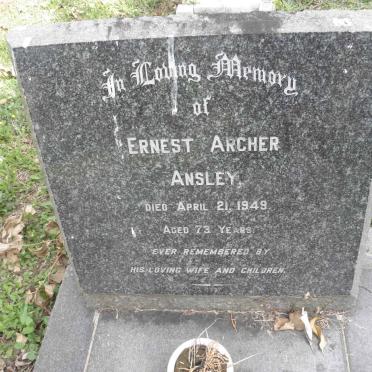 In Loving Memory
of
ERNEST ARCHER
ANSLEY,
DIED APRIL 21, 1949
AGED 73 YEARS.
EVER REMEMBERED BY
HIS LOVING WIFE AND CHILDREN.